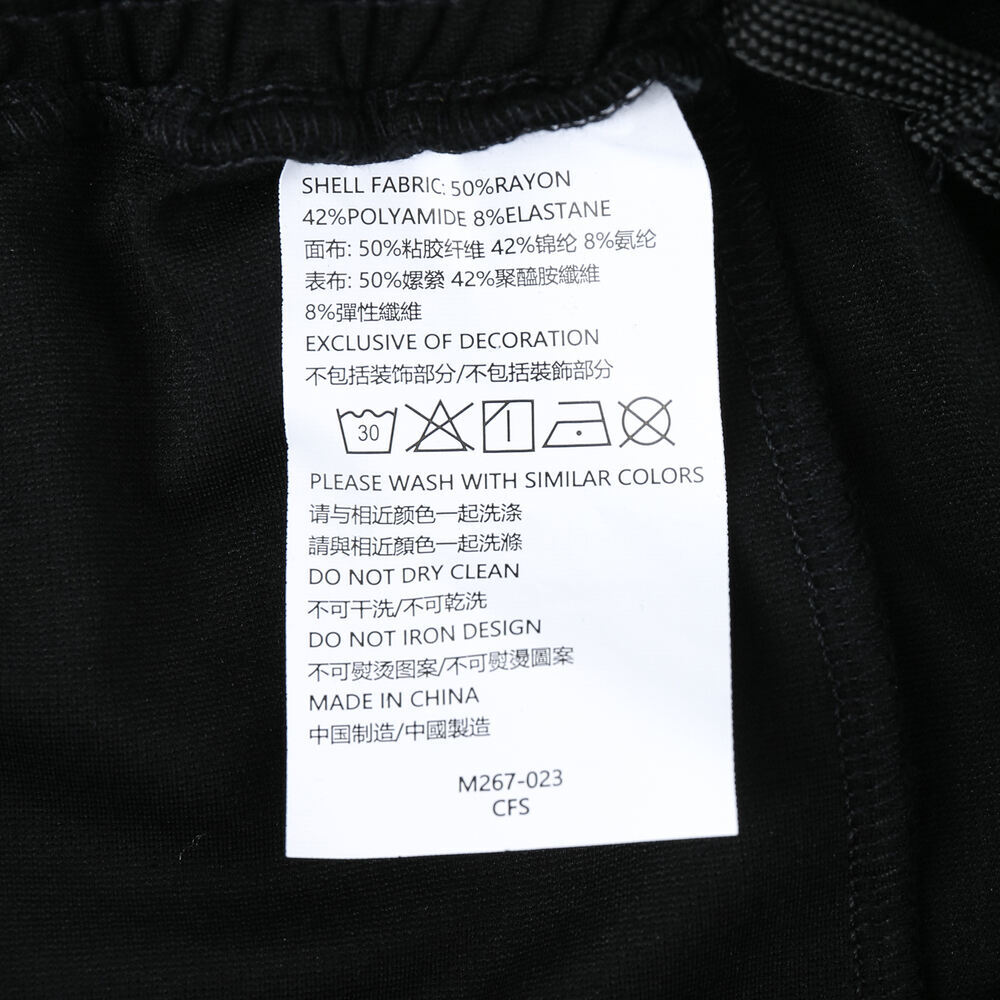 SHELL FABRIC: 50%RAYON
42%POLYAMIDE 8%ELASTANE
面布: 50%粘胶纤维 42%锦纶 8%氨纶
表布: 50%嫘縈 42%聚醯胺纖維
8%彈性纖維
EXCLUSIVE OF DECORATION
不包括装饰部分/不包括裝飾部分
30
PLEASE WASH WITH SIMILAR COLORS
请与相近颜色一起洗涤
請與相近顏色一起洗滌
DO NOT DRY CLEAN
不可干洗/不可乾洗
DO NOT IRON DESIGN
不可熨烫图案/不可熨燙圖案
MADE IN CHINA
中国制造/中國製造
M267-023
CFS